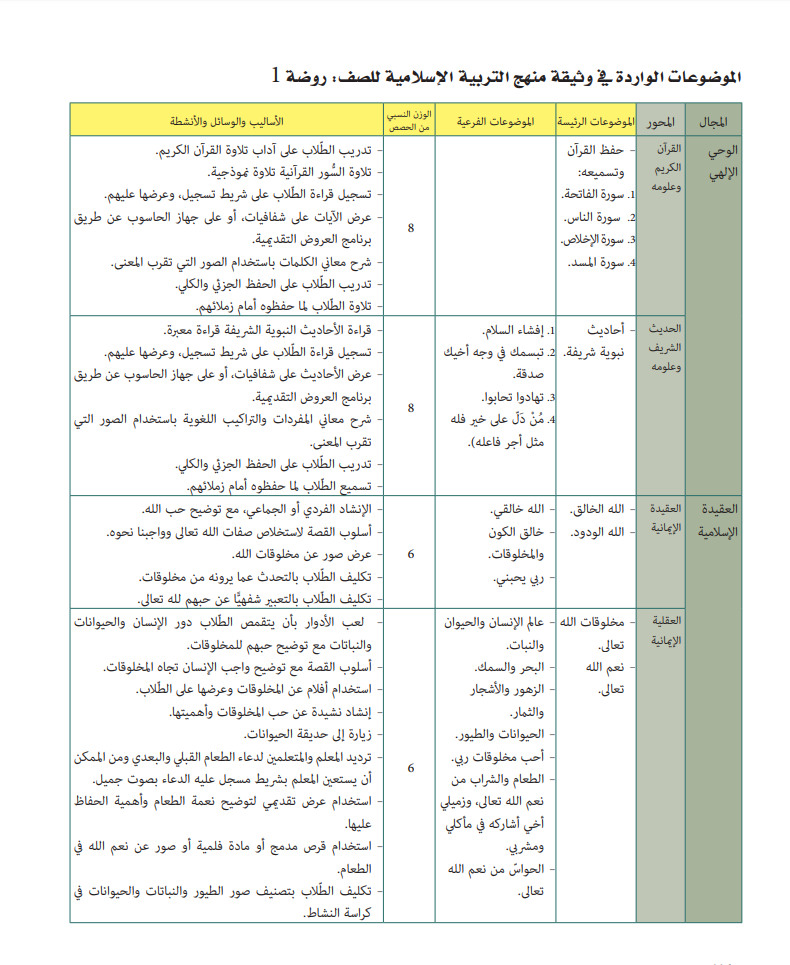 الموضوعات الواردة في وثيقة منهج التربية الإسلامية للصف: روضة 1
المجال
المحور
الموضوعات الرئيسة
الموضوعات الفرعية
الوزن النسبي
من الحصص
الأساليب والوسائل والأنشطة
الوحي
الإلهي
القرآن
الكريم
وعلومه
- حفظ القرآن
وتسميعه:
1. سورة الفاتحة.
2. سورة الناس.
3. سورة الإخلاص.
4. سورة المسد.
8
- تدريب الطّلاب على آداب تلاوة القرآن الكريم.
- تلاوة السُّور القرآنية تلاوة نموذجية.
- تسجيل قراءة الطّلاب على شريط تسجيل، وعرضها عليهم.
- عرض الآيات على شفافيات، أو على جهاز الحاسوب عن طريق
برنامج العروض التقديمية.
- شرح معاني الكلمات باستخدام الصور التي تقرب المعنى.
- تدريب الطّلاب على الحفظ الجزئي والكلي.
- تلاوة الطّلاب لما حفظوه أمام زملائهم.
الحديث
الشريف
وعلومه
- أحاديث
نبوية شريفة.
1. إفشاء السلام.
2. تبسمك في وجه أخيك
صدقة.
3. تهادوا تحابوا.
4. مُنْ دَلّ على خير فله
مثل أجر فاعله).
8
- قراءة الأحاديث النبوية الشريفة قراءة معبرة.
- تسجيل قراءة الطّلاب على شريط تسجيل، وعرضها عليهم.
- عرض الأحاديث على شفافيات، أو على جهاز الحاسوب عن طريق
برنامج العروض التقديمية.
- شرح معاني المفردات والتراكيب اللغوية باستخدام الصور التي
تقرب المعنى.
- تدريب الطّلاب على الحفظ الجزئي والكلي.
- تسميع الطّلاب لما حفظوه أمام زملائهم.
العقيدة
الإسلامية
العقيدة
الإيمانية
- الله الخالق.
- الله الودود.
- الله خالقي.
- خالق الكون
والمخلوقات.
- ربي يحبني.
6
- الإنشاد الفردي أو الجماعي، مع توضيح حب الله.
- أسلوب القصة لاستخلاص صفات الله تعالى وواجبنا نحوه.
- عرض صور عن مخلوقات الله.
- تكليف الطّلاب بالتحدث عما يرونه من مخلوقات.
- تكليف الطّلاب بالتعبير شفهيًّا عن حبهم لله تعالى.
العقلية
الإيمانية
- مخلوقات الله
تعالى.
- نعم الله
تعالى.
- عالم الإنسان والحيوان
والنبات.
- البحر والسمك.
- الزهور والأشجار
والثمار.
- الحيوانات والطيور.
- أحب مخلوقات ربي.
- الطعام والشراب من
نعم الله تعالى، وزميلي
أخي أشاركه في مأكلي
ومشربي.
- الحواسّ من نعم الله
تعالى.
6
- لعب الأدوار بأن يتقمص الطّلاب دور الإنسان والحيوانات
والنباتات مع توضيح حبهم للمخلوقات.
- أسلوب القصة مع توضيح واجب الإنسان تجاه المخلوقات.
- استخدام أفلام عن المخلوقات وعرضها على الطّلاب.
- إنشاد نشيدة عن حب المخلوقات وأهميتها.
- زيارة إلى حديقة الحيوانات.
- ترديد المعلم والمتعلمين لدعاء الطعام القبلي والبعدي ومن الممكن
أن يستعين المعلم بشريط مسجل عليه الدعاء بصوت جميل.
- استخدام عرض تقديمي لتوضيح نعمة الطعام وأهمية الحفاظ
عليها.
- استخدام قرص مدمج أو مادة فلمية أو صور عن نعم الله في
الطعام.
- تكليف الطّلاب بتصنيف صور الطيور والنباتات والحيوانات في
كراسة النشاط.